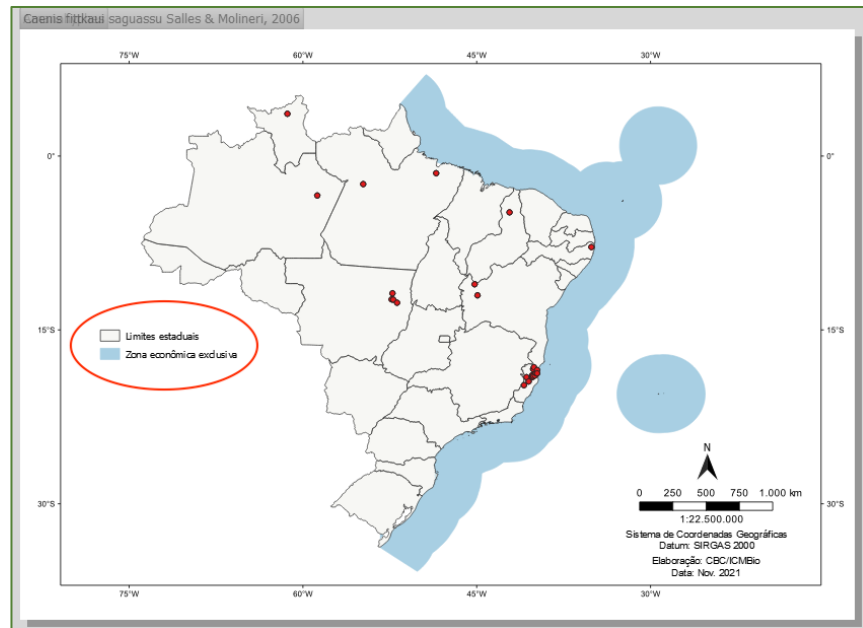 Caenis fittkaui saguassu Salles & Molineri, 2006
75°W 60°W 45°W 30°W
0° 0°
15°S 15°S
Limites estaduais
Zona econômica exclusiva
N
0 250 500 750 1.000 km
30°S 30°S
1:22.500.000
Sistema de Coordenadas Geográficas
Datum: SIRGAS 2000
Elaboração: CBC/ICMBio
Data: Nov. 2021
75°W 60°W 45°W 30°W